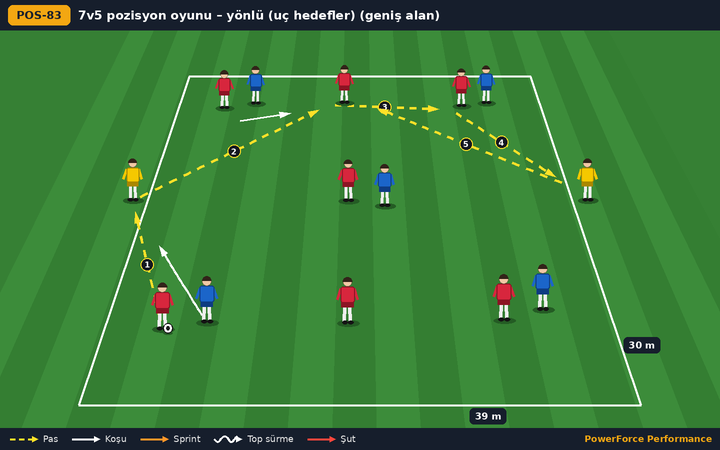 POS-83 7v5 pozisyon oyunu – yönlü (uç hedefler) (geniş alan)
3
2
5
4
1
30 m
39 m
Pas Koşu Sprint Top sürme Şut PowerForce Performance